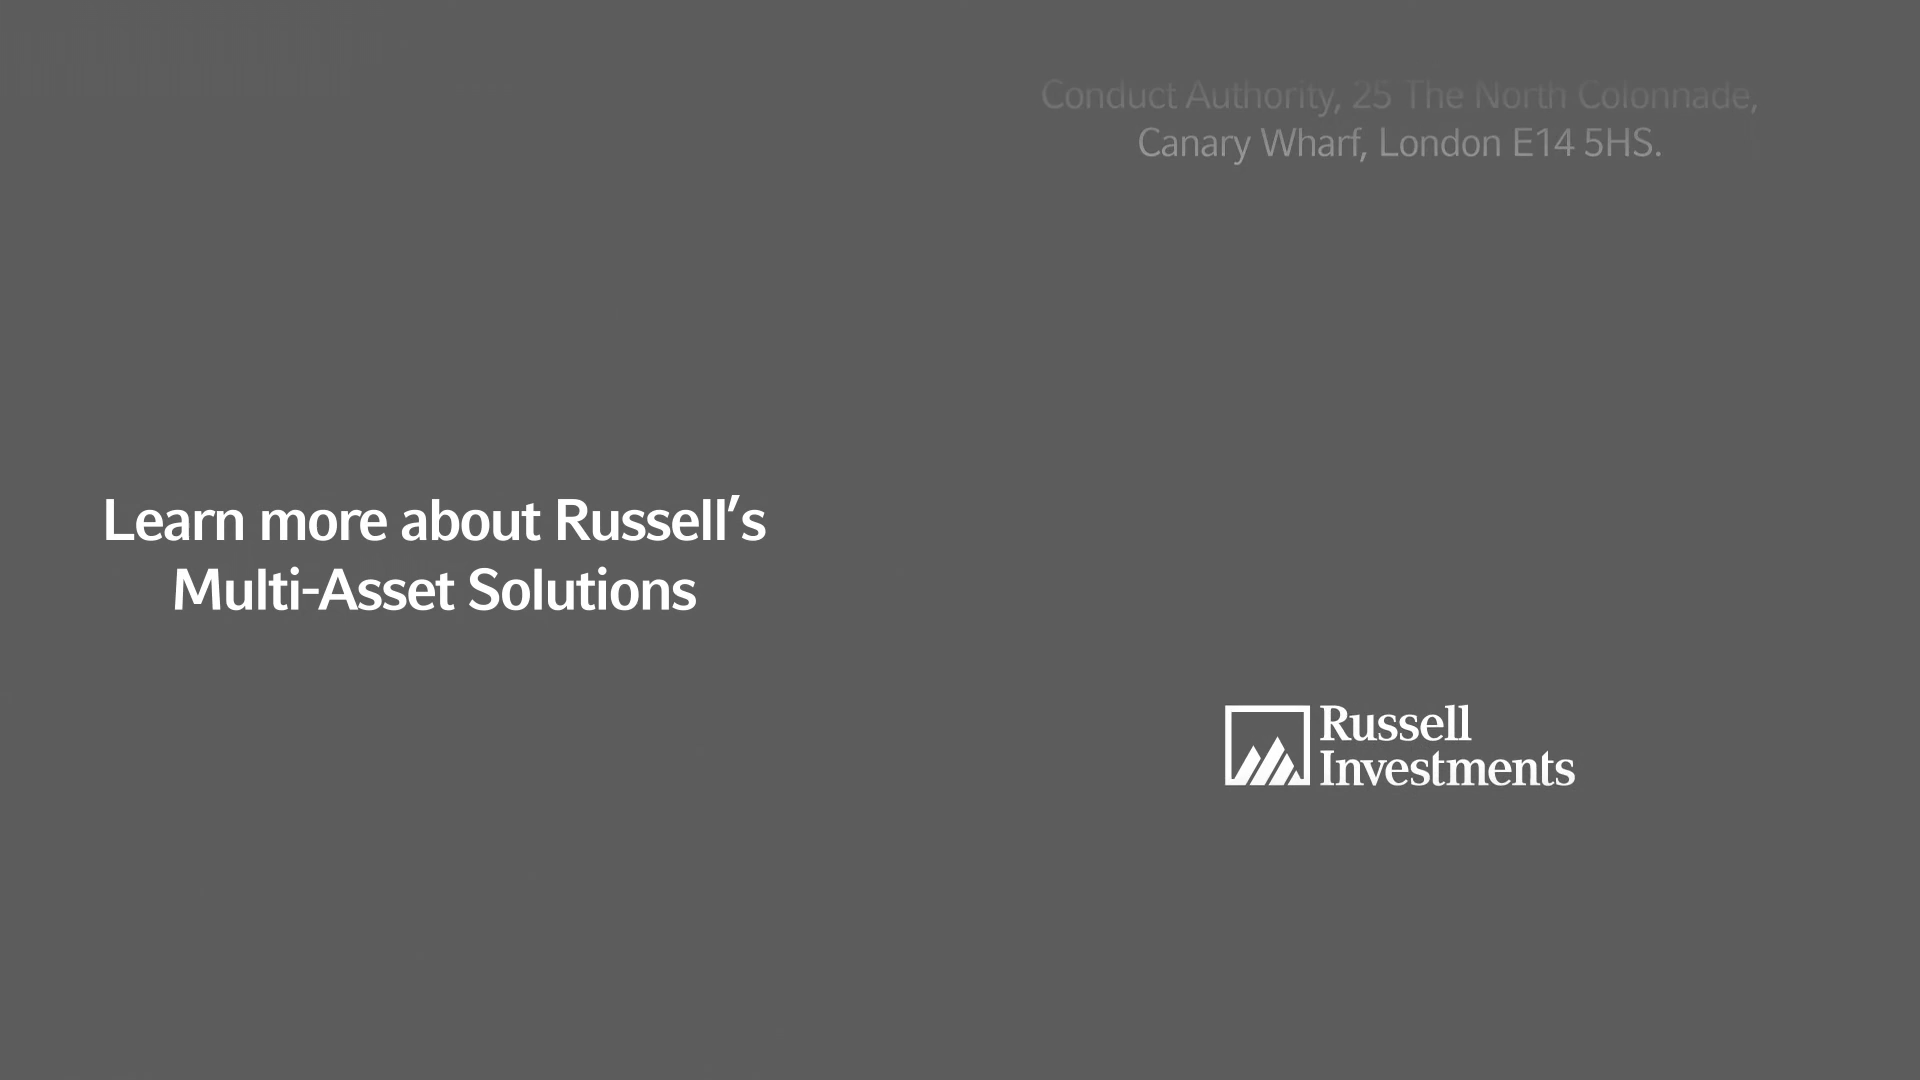 Conduct Authority, 25 The North Colonnade,
Canary Wharf, London E14 5HS.
Learn more about Russell's
Multi-Asset Solutions
Russell
Investments